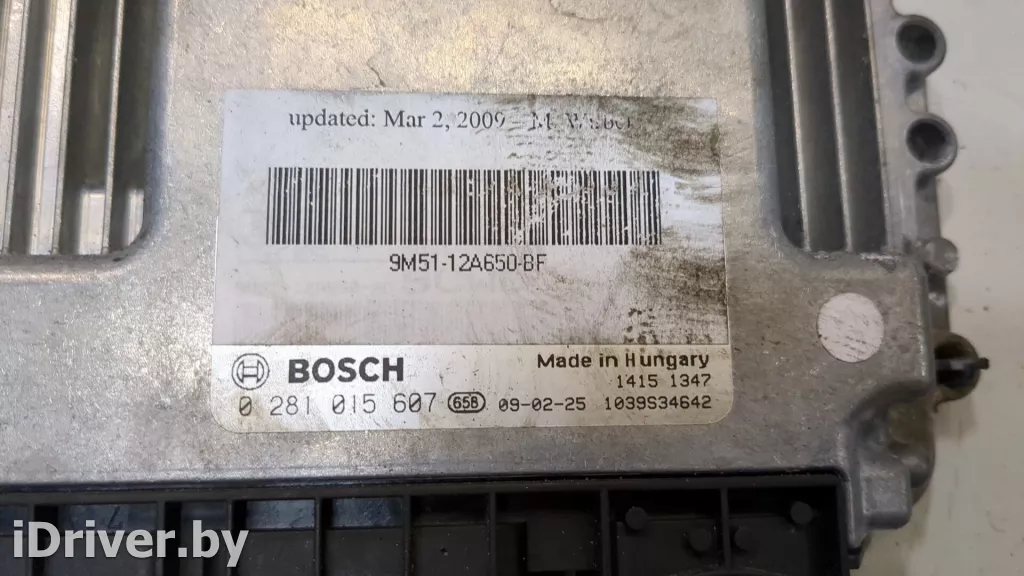 updated: Mar 2, 2009 M.
9M51-12A650-BF
BOSCH Made in Hungary
1415 1347
0 281 015 607 65B 09-02-25 1039S34642
iDriver.by